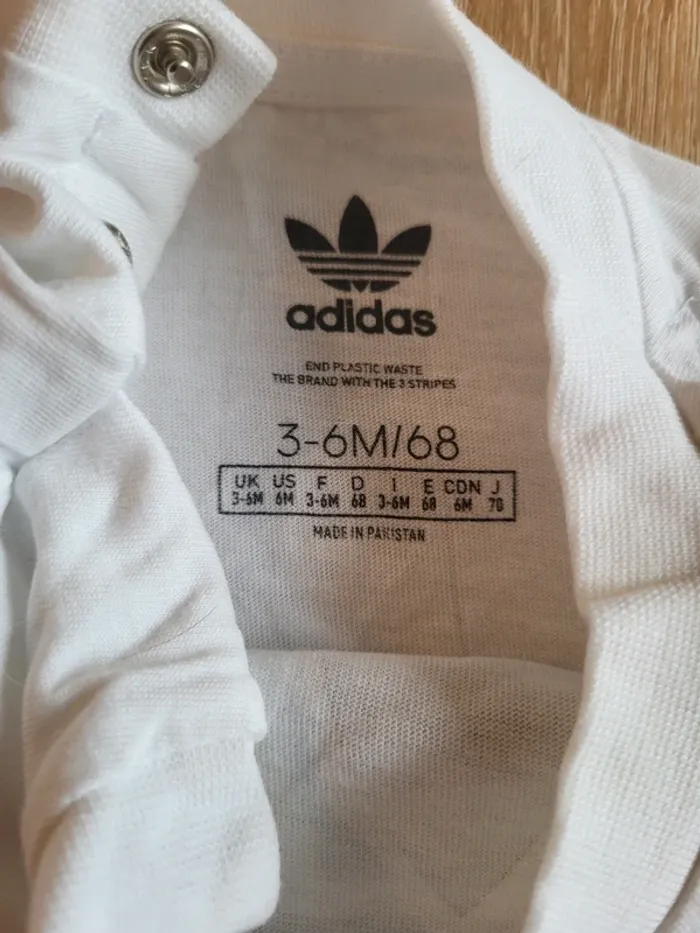 adidas
END PLASTIC WASTE
THE BRAND WITH THE 3 STRIPES
3-6M/68
UK US F D I E CDN J
3-6M 6M 3-6M 68 3-6M 68 6M 70
MADE IN PAKISTAN